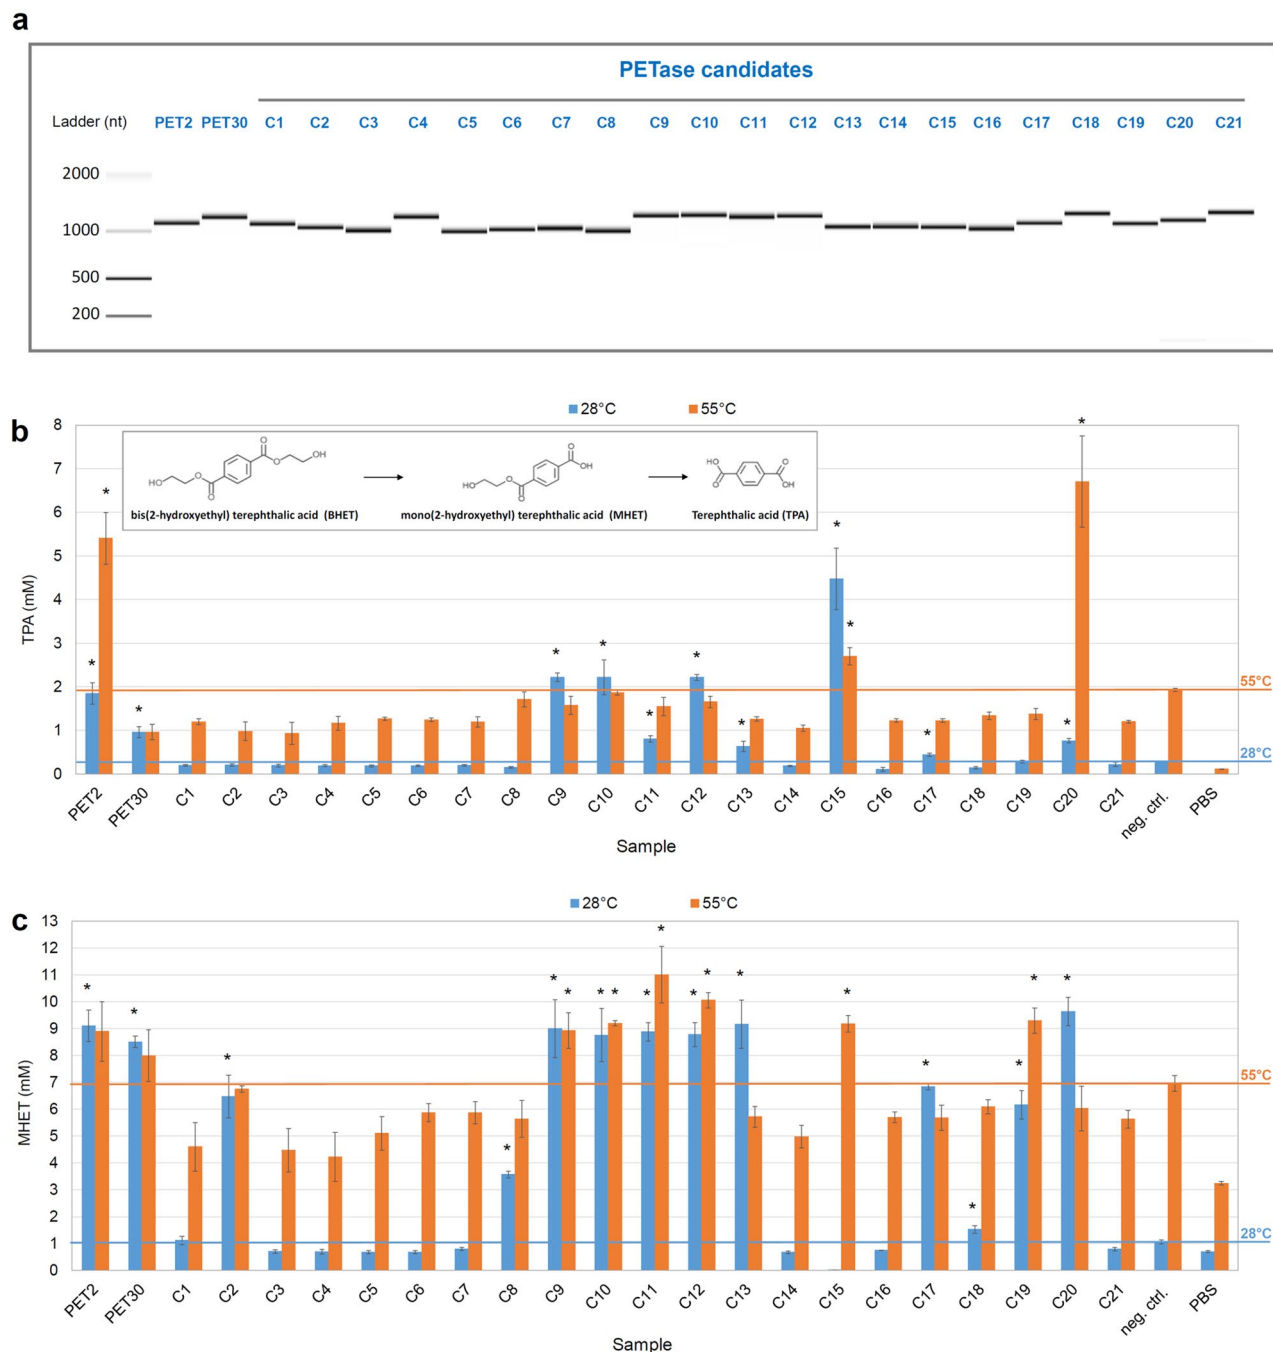 a
PETase candidates
Ladder (nt) PET2 PET30 C1 C2 C3 C4 C5 C6 C7 C8 C9 C10 C11 C12 C13 C14 C15 C16 C17 C18 C19 C20 C21
2000
1000
500
200
b
28°C 55°C
8
7
6
5
4
3
2
1
0
TPA (mM)
HO O O O O OH
HO O O O OH
HO O O OH
bis(2-hydroxyethyl) terephthalic acid (BHET) mono(2-hydroxyethyl) terephthalic acid (MHET) Terephthalic acid (TPA)
* * * * * * * * * * * * *
55°C
28°C
PET2 PET30 C1 C2 C3 C4 C5 C6 C7 C8 C9 C10 C11 C12 C13 C14 C15 C16 C17 C18 C19 C20 C21 neg. ctrl. PBS
Sample
c
28°C 55°C
13
12
11
10
9
8
7
6
5
4
3
2
1
0
MHET (mM)
* * * * * * * * * * * * * * * * * * *
55°C
28°C
PET2 PET30 C1 C2 C3 C4 C5 C6 C7 C8 C9 C10 C11 C12 C13 C14 C15 C16 C17 C18 C19 C20 C21 neg. ctrl. PBS
Sample